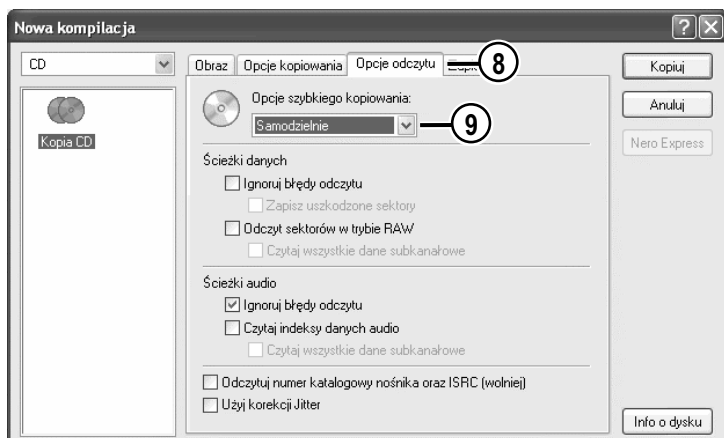 Nowa kompilacja
CD
Kopia CD
Obraz Opcje kopiowania Opcje odczytu
8
Opcje szybkiego kopiowania:
Samodzielnie
9
Ścieżki danych
Ignoruj błędy odczytu
Zapisz uszkodzone sektory
Odczyt sektorów w trybie RAW
Czytaj wszystkie dane subkanałowe
Ścieżki audio
Ignoruj błędy odczytu
Czytaj indeksy danych audio
Czytaj wszystkie dane subkanałowe
Odczytuj numer katalogowy nośnika oraz ISRC (wolniej)
Użyj korekcji Jitter
Kopiuj
Anuluj
Nero Express
Info o dysku